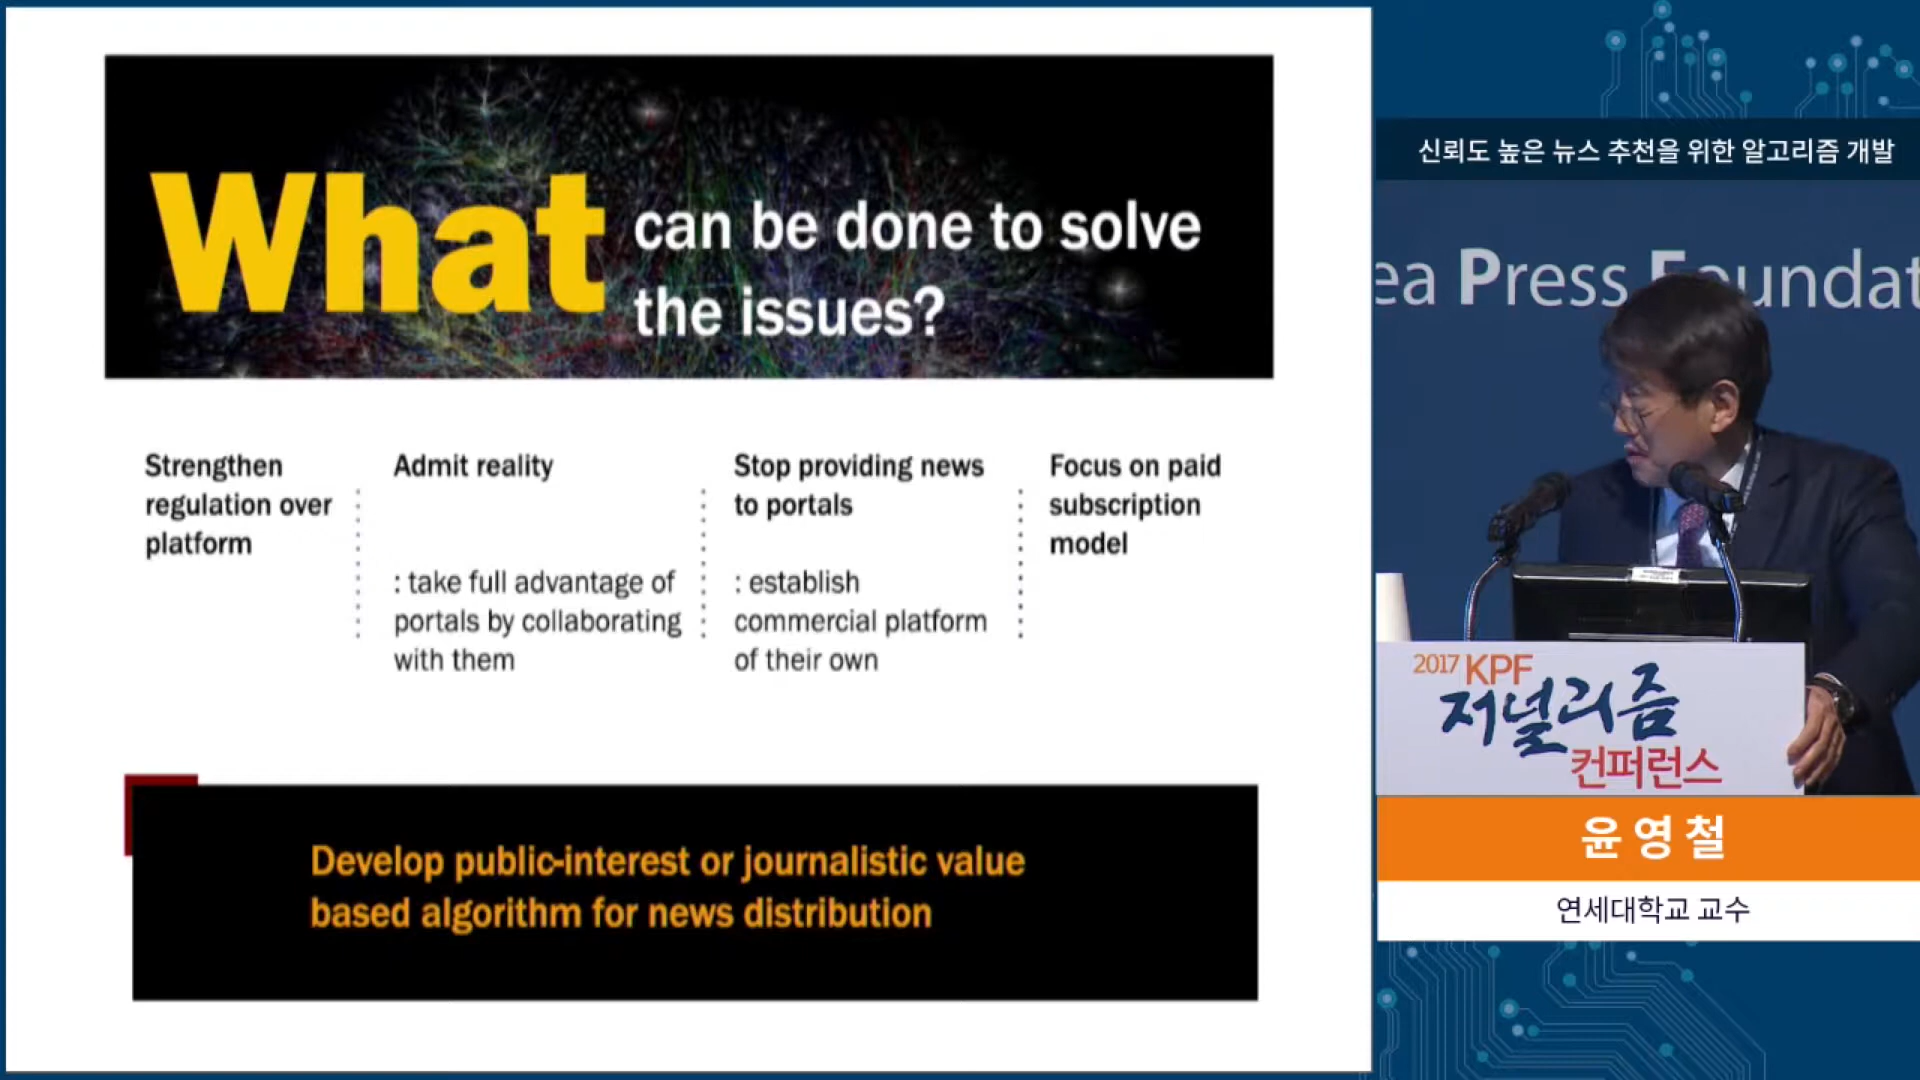 What can be done to solve
the issues?
Strengthen
regulation over
platform
Admit reality
: take full advantage of
portals by collaborating
with them
Stop providing news
to portals
: establish
commercial platform
of their own
Focus on paid
subscription
model
Develop public-interest or journalistic value
based algorithm for news distribution
신뢰도 높은 뉴스 추천을 위한 알고리즘 개발
ea Press Foundat
2017 KPF
저널리즘
컨퍼런스
윤영철
연세대학교 교수